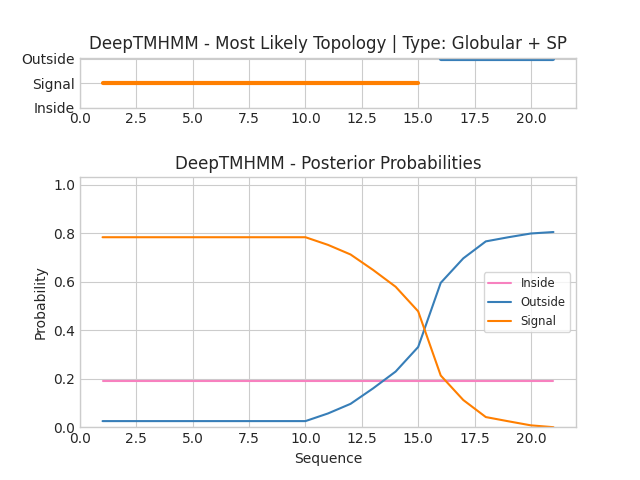 DeepTMHMM - Most Likely Topology | Type: Globular + SP
Outside
Signal
Inside
0.0 2.5 5.0 7.5 10.0 12.5 15.0 17.5 20.0
DeepTMHMM - Posterior Probabilities
1.0
0.8
0.6
0.4
0.2
0.0
Probability
Inside
Outside
Signal
0.0 2.5 5.0 7.5 10.0 12.5 15.0 17.5 20.0
Sequence